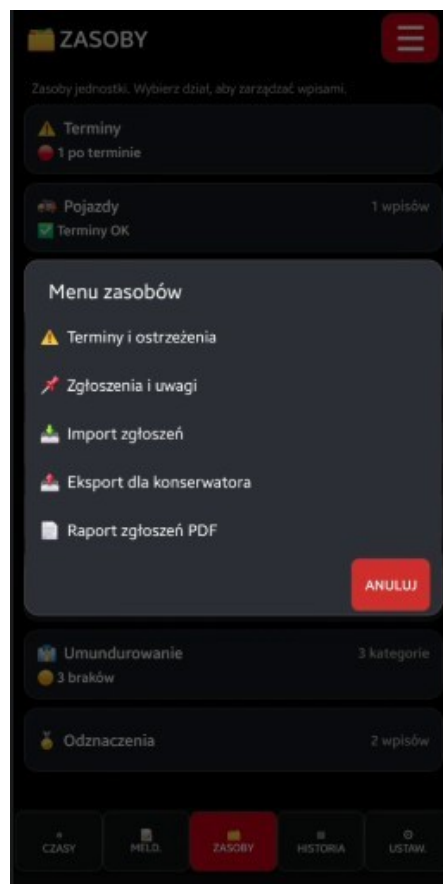 ZASOBY
Zasoby jednostki. Wybierz dział, aby zarządzać wpisami.
Terminy
1 po terminie
Pojazdy
1 wpisów
Terminy OK
Menu zasobów
Terminy i ostrzeżenia
Zgłoszenia i uwagi
Import zgłoszeń
Eksport dla konserwatora
Raport zgłoszeń PDF
ANULUJ
Umundurowanie
3 kategorie
3 braków
Odznaczenia
2 wpisów
CZASY
MELD.
ZASOBY
HISTORIA
USTAW.